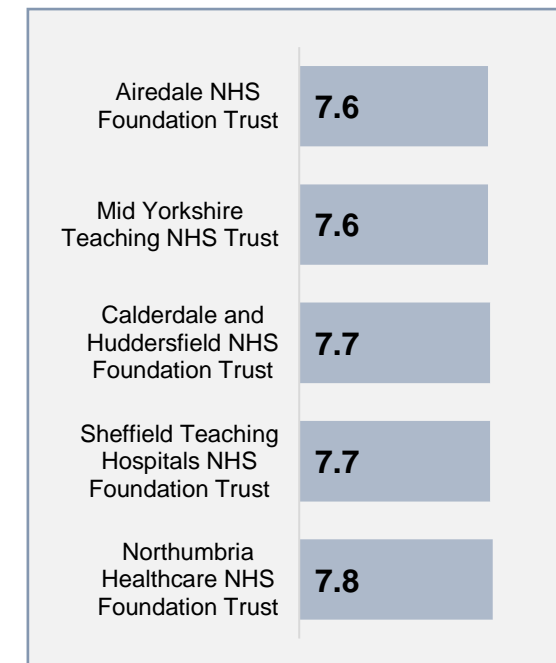 Airedale NHS
Foundation Trust
7.6
Mid Yorkshire
Teaching NHS Trust
7.6
Calderdale and
Huddersfield NHS
Foundation Trust
7.7
Sheffield Teaching
Hospitals NHS
Foundation Trust
7.7
Northumbria
Healthcare NHS
Foundation Trust
7.8